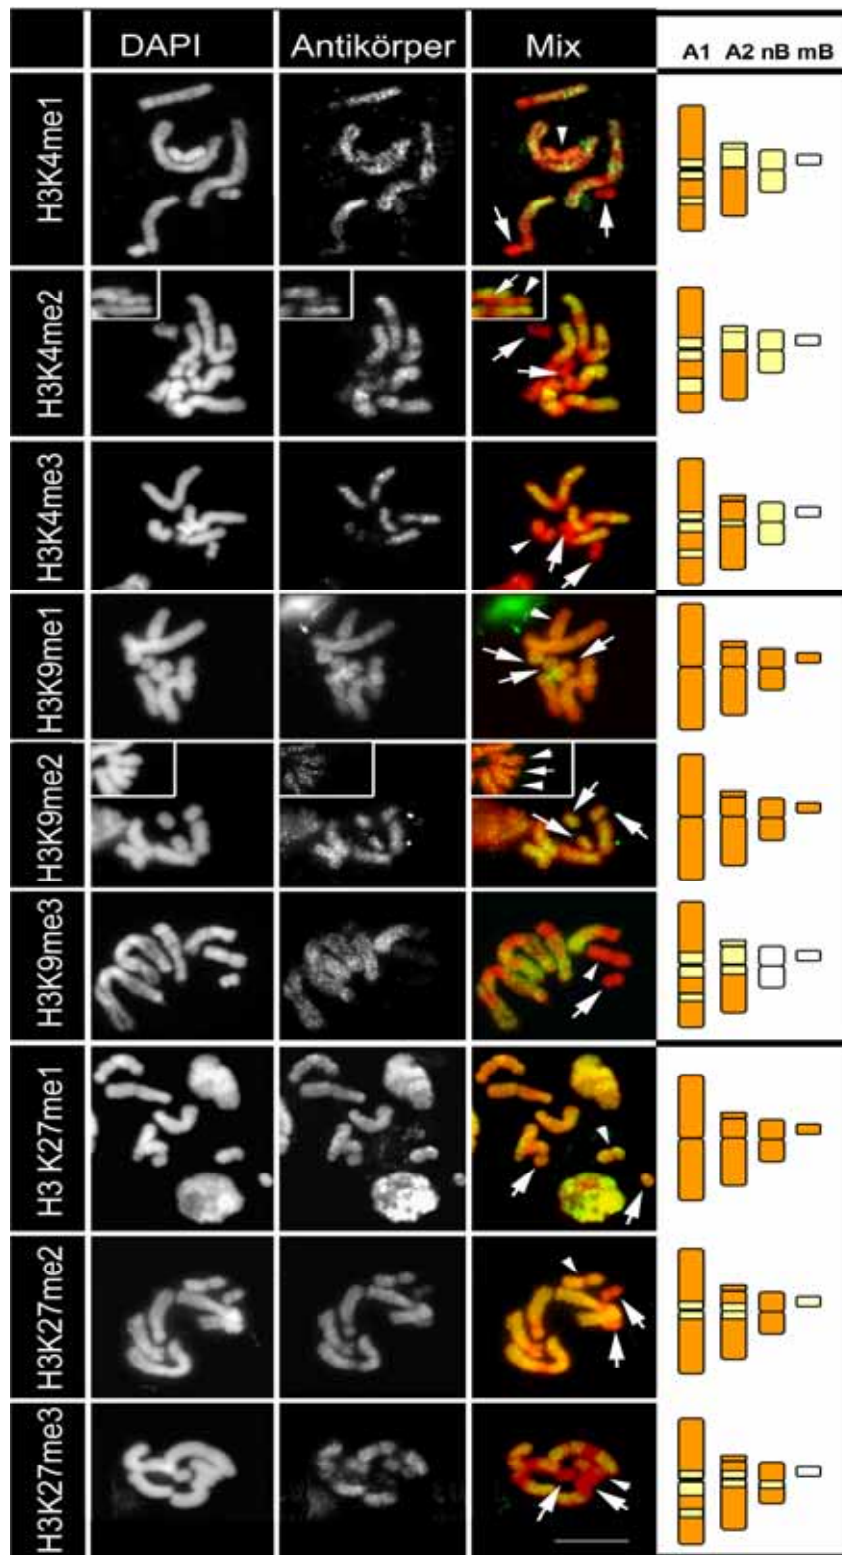 DAPI Antikörper Mix A1 A2 nB mB
H3K4me1
H3K4me2
H3K4me3
H3K9me1
H3K9me2
H3K9me3
H3 K27me1
H3K27me2
H3K27me3